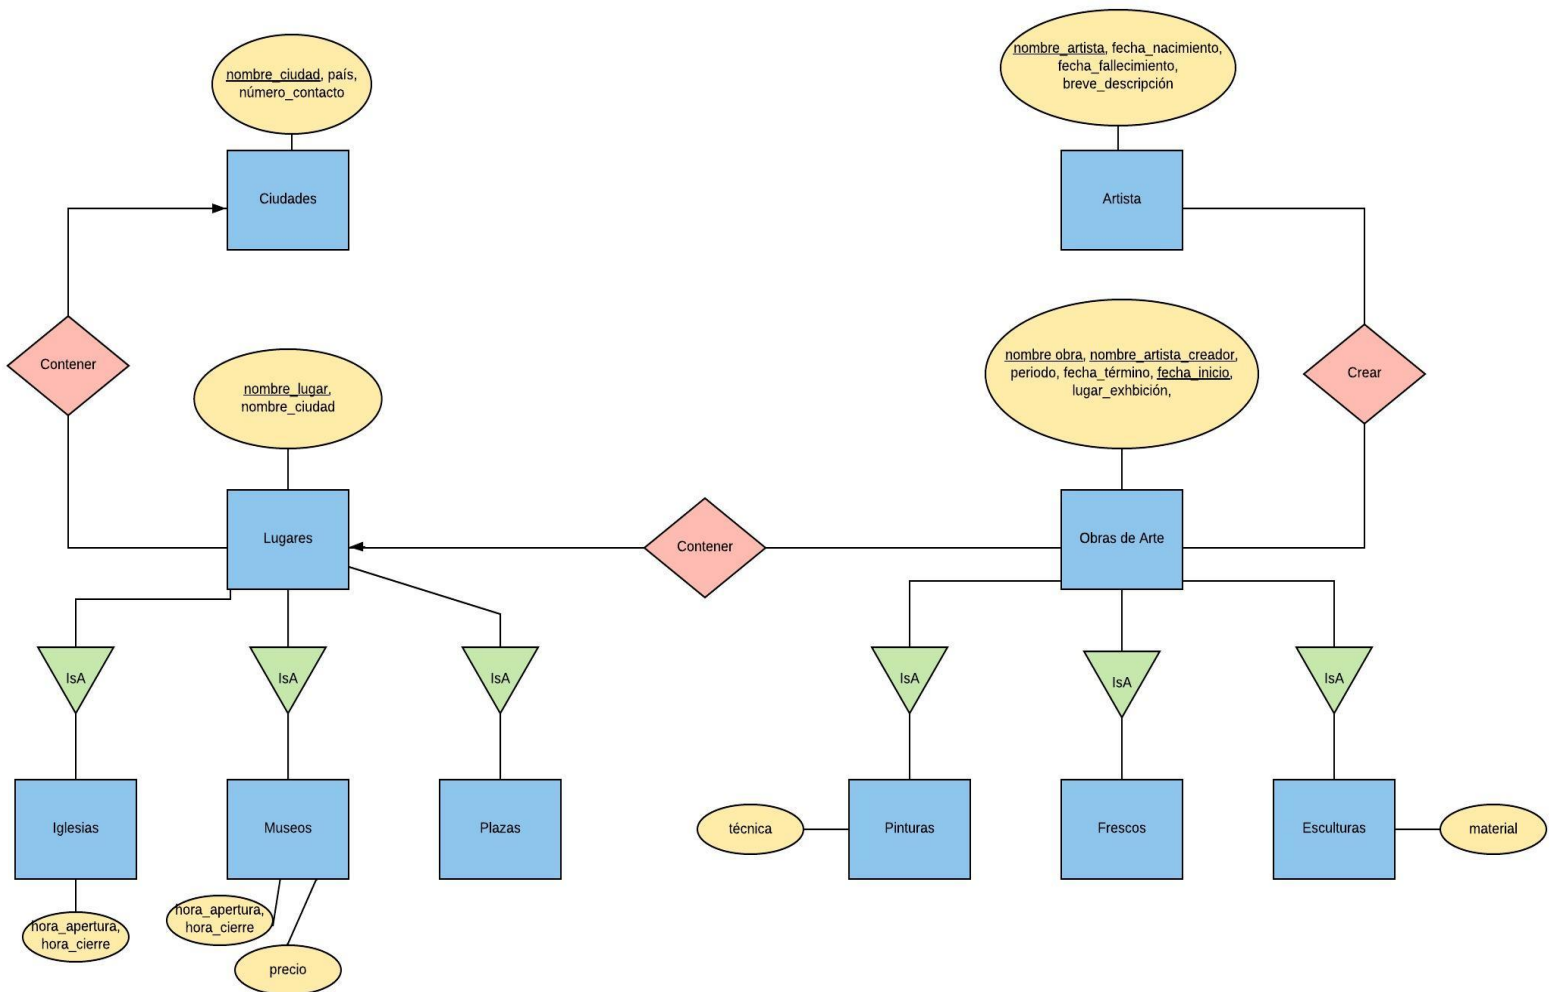 nombre_ciudad, país,
número_contacto
nombre_artista, fecha_nacimiento,
fecha_fallecimiento,
breve_descripción
Ciudades
Artista
Contener
nombre_lugar,
nombre_ciudad
nombre obra, nombre_artista_creador,
periodo, fecha_término, fecha_inicio,
lugar_exhbición,
Crear
Lugares
Contener
Obras de Arte
IsA
IsA
IsA
IsA
IsA
IsA
Iglesias
Museos
Plazas
técnica
Pinturas
Frescos
Esculturas
material
hora_apertura,
hora_cierre
hora_apertura,
hora_cierre
precio